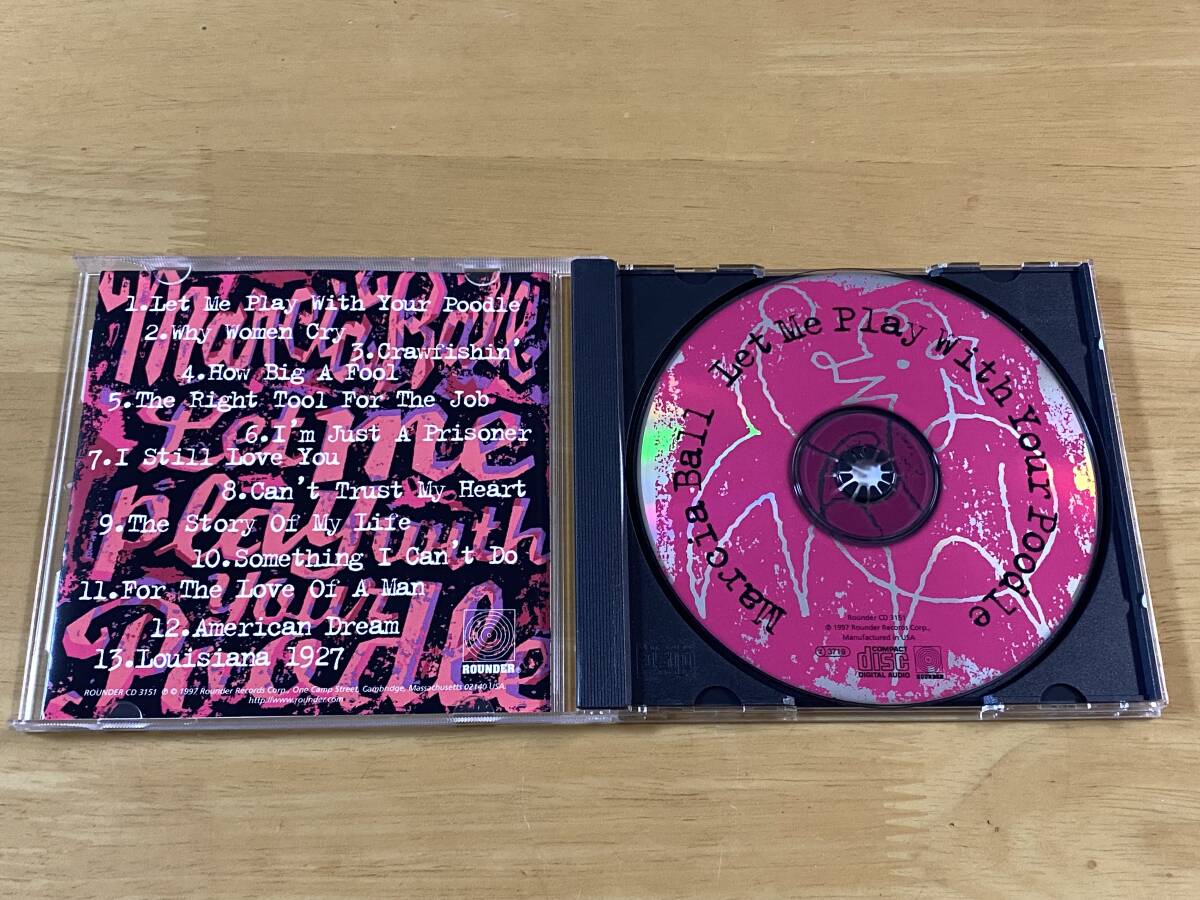 Marcia Ball
Let me
play with
your
Poodle
1.Let Me Play With Your Poodle
2.Why Women Cry
3.Crawfishin'
4.How Big A Fool
5.The Right Tool For The Job
6.I'm Just A Prisoner
7.I Still Love You
8.Can't Trust My Heart
9.The Story Of My Life
10.Something I Can't Do
11.For The Love Of A Man
12.American Dream
13.Louisiana 1927
ROUNDER
ROUNDER CD 3151 ℗ © 1997 Rounder Records Corp., One Camp Street, Cambridge, Massachusetts 02140 USA.
http://www.rounder.com
Marcia Ball Let Me Play With Your Poodle
Rounder CD 3151
℗ © 1997 Rounder Records Corp.,
Manufactured in USA
COMPACT
disc
DIGITAL AUDIO
ROUNDER